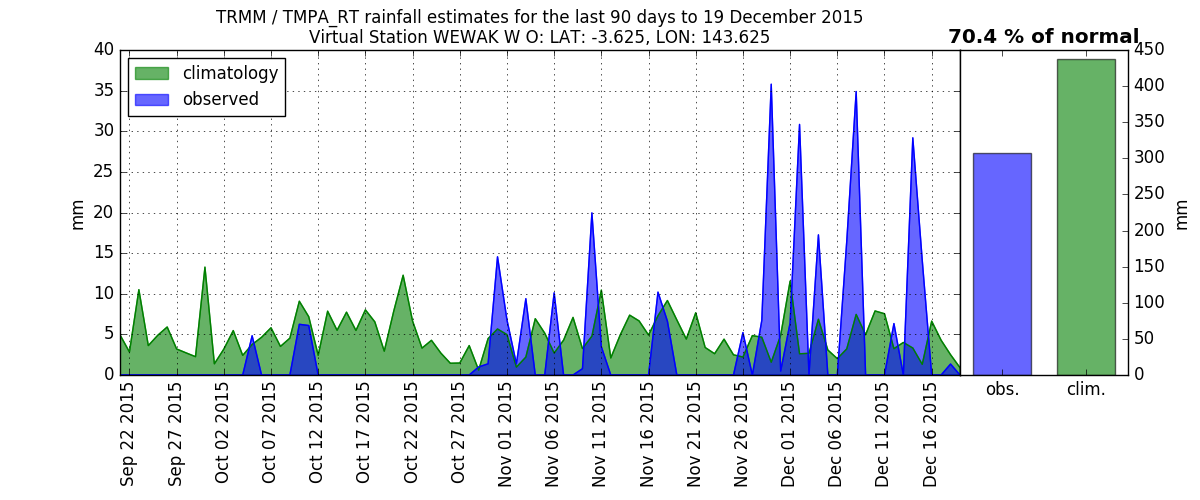 TRMM / TMPA_RT rainfall estimates for the last 90 days to 19 December 2015
Virtual Station WEWAK W O: LAT: -3.625, LON: 143.625
70.4 % of normal
climatology
observed
40
35
30
25
20
15
10
5
0
mm
Sep 22 2015
Sep 27 2015
Oct 02 2015
Oct 07 2015
Oct 12 2015
Oct 17 2015
Oct 22 2015
Oct 27 2015
Nov 01 2015
Nov 06 2015
Nov 11 2015
Nov 16 2015
Nov 21 2015
Nov 26 2015
Dec 01 2015
Dec 06 2015
Dec 11 2015
Dec 16 2015
450
400
350
300
250
200
150
100
50
0
mm
obs.
clim.